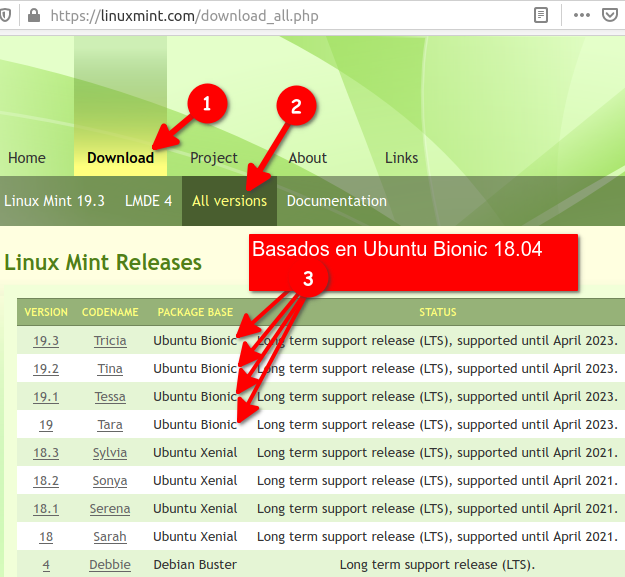 https://linuxmint.com/download_all.php
1
2
Home Download Project About Links
Linux Mint 19.3 LMDE 4 All versions Documentation
Basados en Ubuntu Bionic 18.04
Linux Mint Releases
3
VERSION CODENAME PACKAGE BASE STATUS
19.3 Tricia Ubuntu Bionic Long term support release (LTS), supported until April 2023.
19.2 Tina Ubuntu Bionic Long term support release (LTS), supported until April 2023.
19.1 Tessa Ubuntu Bionic Long term support release (LTS), supported until April 2023.
19 Tara Ubuntu Bionic Long term support release (LTS), supported until April 2023.
18.3 Sylvia Ubuntu Xenial Long term support release (LTS), supported until April 2021.
18.2 Sonya Ubuntu Xenial Long term support release (LTS), supported until April 2021.
18.1 Serena Ubuntu Xenial Long term support release (LTS), supported until April 2021.
18 Sarah Ubuntu Xenial Long term support release (LTS), supported until April 2021.
4 Debbie Debian Buster Long term support release (LTS).